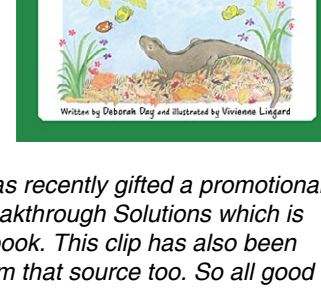 Written by Deborah Day and illustrated by Vivienne Lingard
as recently gifted a promotional
akthrough Solutions which is
ook. This clip has also been
m that source too. So all good